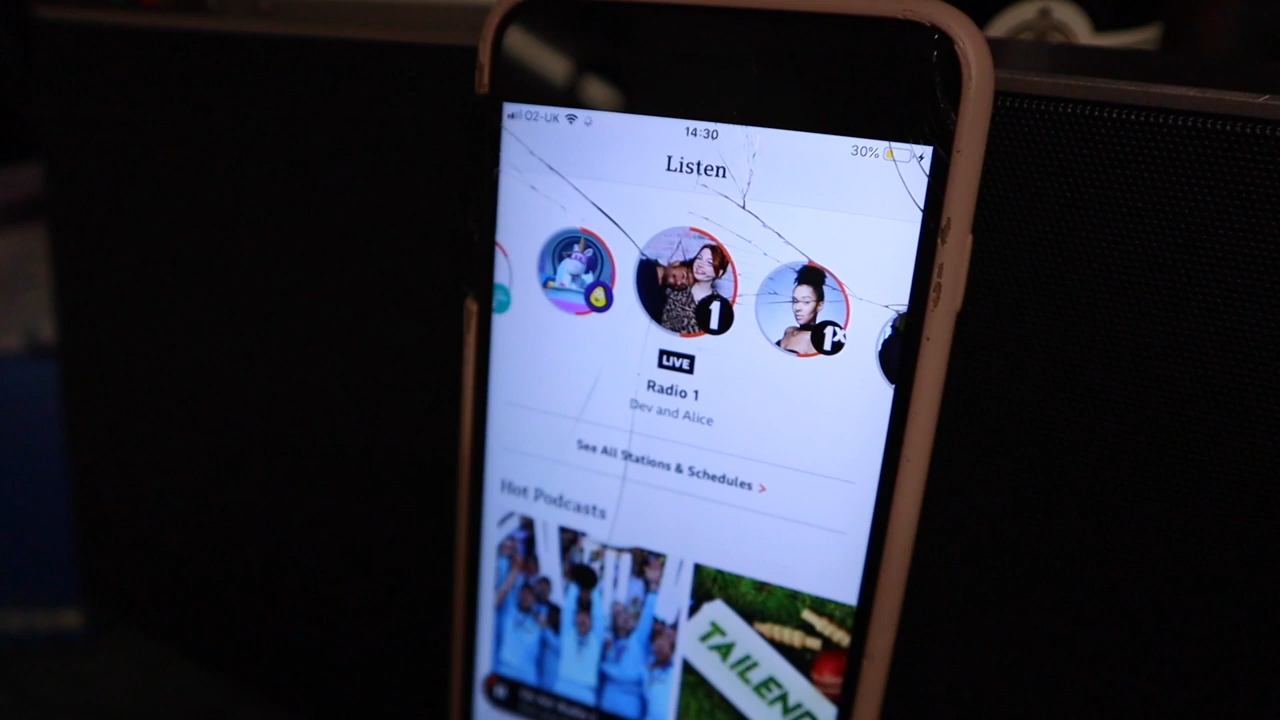 O2-UK
14:30
30%
Listen
1
1x
LIVE
Radio 1
Dev and Alice
See All Stations & Schedules >
Hot Podcasts
TAILEND